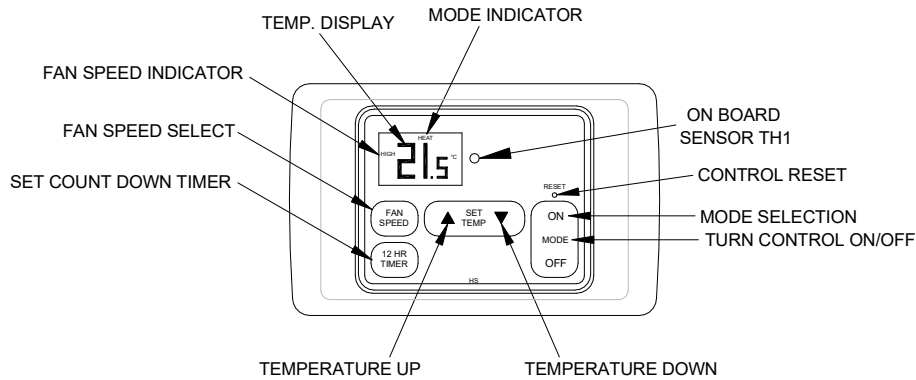 TEMP. DISPLAY
MODE INDICATOR
FAN SPEED INDICATOR
FAN SPEED SELECT
SET COUNT DOWN TIMER
ON BOARD
SENSOR TH1
CONTROL RESET
MODE SELECTION
TURN CONTROL ON/OFF
HEAT
HIGH
21.5 °C
RESET
FAN
SPEED
SET
TEMP
ON
MODE
OFF
12 HR
TIMER
HS
TEMPERATURE UP
TEMPERATURE DOWN